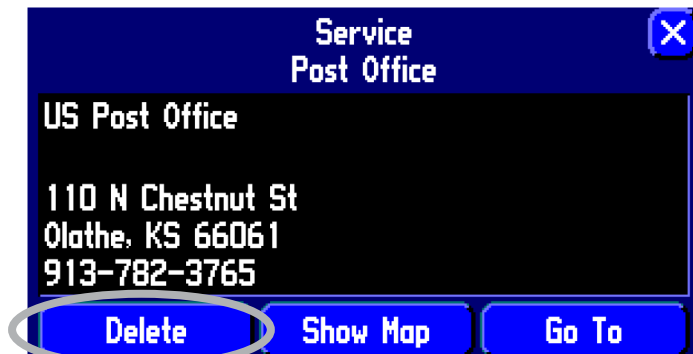 Service
Post Office
US Post Office
110 N Chestnut St
Olathe, KS 66061
913-782-3765
Delete Show Map Go To